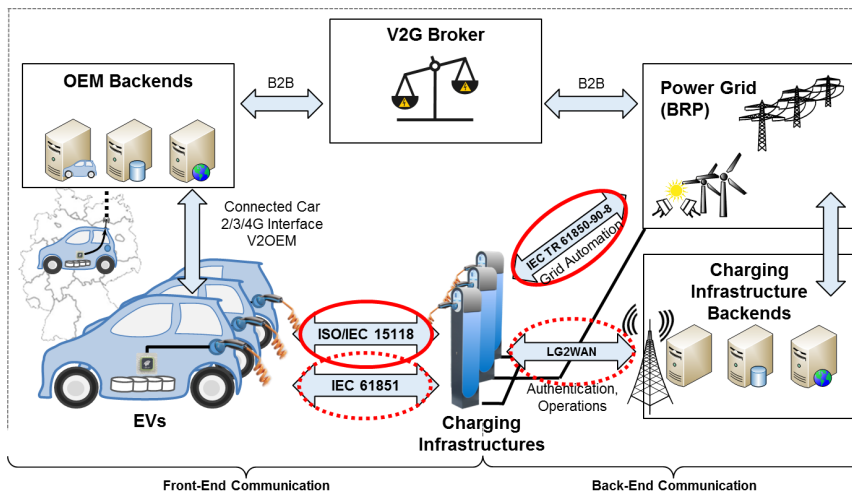 V2G Broker
OEM Backends
B2B
B2B
Power Grid
(BRP)
Connected Car
2/3/4G Interface
V2OEM
IEC TR 61850-90-8
Grid Automation
Charging
Infrastructure
Backends
ISO/IEC 15118
LG2WAN
IEC 61851
Authentication,
Operations
EVs
Charging
Infrastructures
Front-End Communication
Back-End Communication